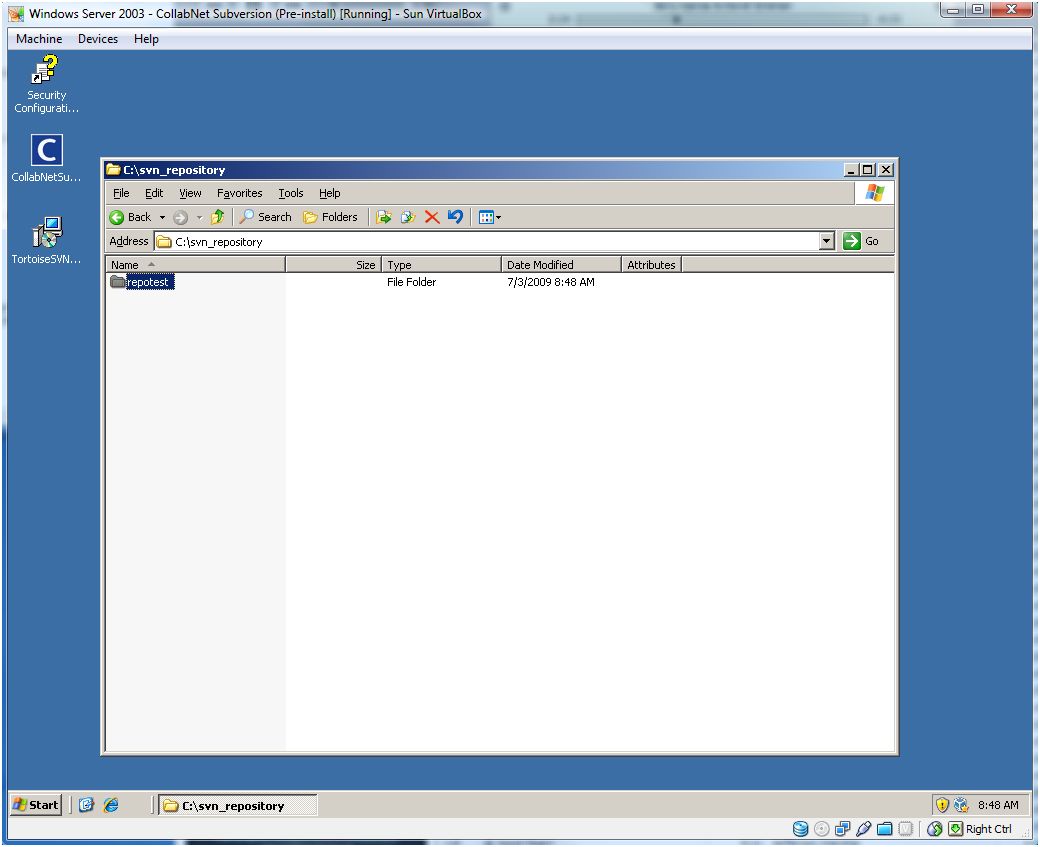 Windows Server 2003 - CollabNet Subversion (Pre-install) [Running] - Sun VirtualBox
Machine Devices Help
Security
Configurati...
CollabNetSu...
TortoiseSVN...
C:\svn_repository
File Edit View Favorites Tools Help
Back Search Folders
Address C:\svn_repository Go
Name Size Type Date Modified Attributes
repotest File Folder 7/3/2009 8:48 AM
Start C:\svn_repository 8:48 AM
Right Ctrl